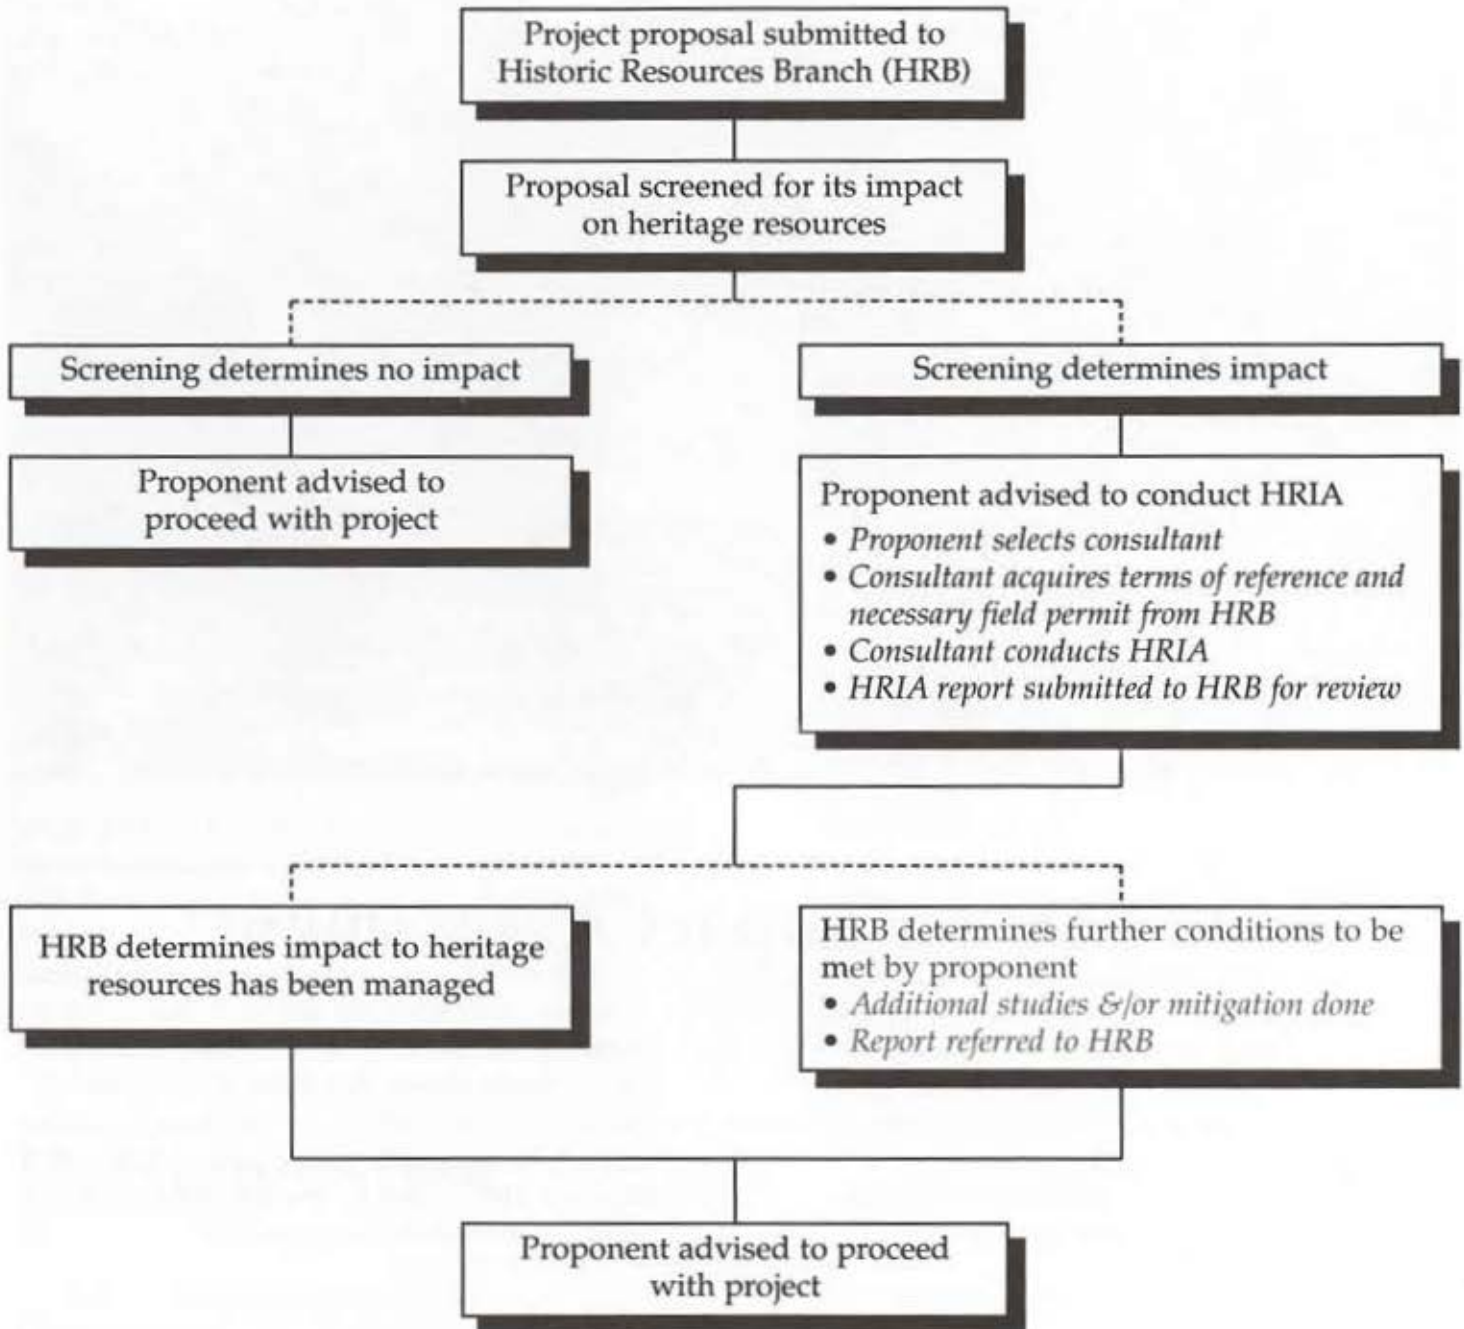 Project proposal submitted to
Historic Resources Branch (HRB)
Proposal screened for its impact
on heritage resources
Screening determines no impact
Screening determines impact
Proponent advised to
proceed with project
Proponent advised to conduct HRIA
• Proponent selects consultant
• Consultant acquires terms of reference and
necessary field permit from HRB
• Consultant conducts HRIA
• HRIA report submitted to HRB for review
HRB determines impact to heritage
resources has been managed
HRB determines further conditions to be
met by proponent
• Additional studies &/or mitigation done
• Report referred to HRB
Proponent advised to proceed
with project